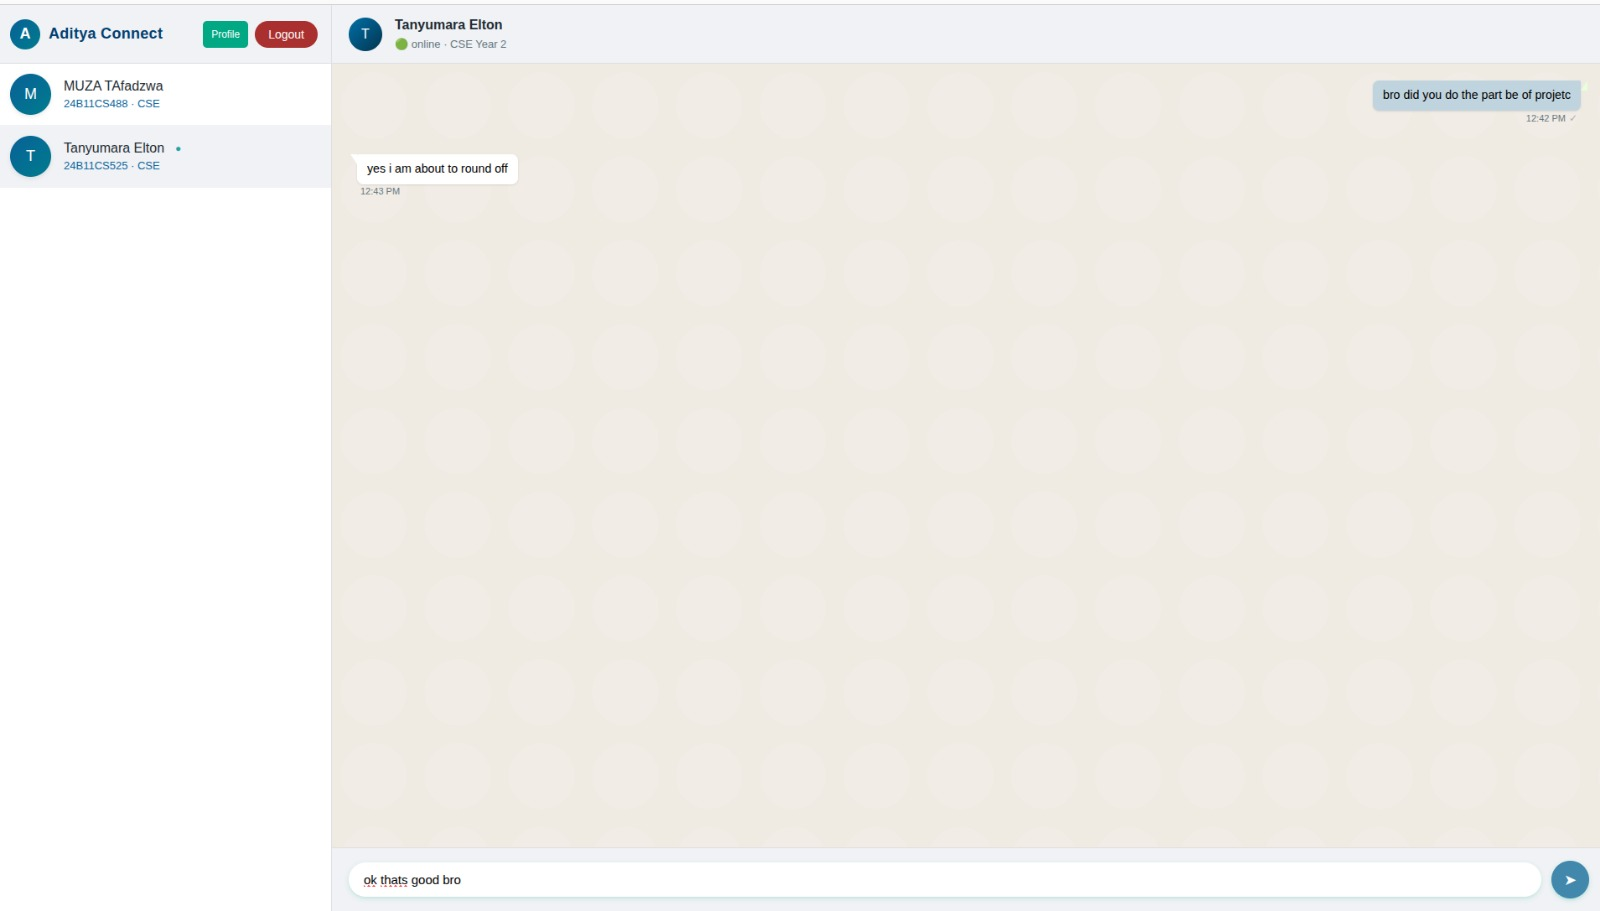 A
Aditya Connect
Profile
Logout
M
MUZA TAfadzwa
24B11CS488 · CSE
T
Tanyumara Elton
24B11CS525 · CSE
T
Tanyumara Elton
online · CSE Year 2
bro did you do the part be of projetc
12:42 PM ✓
yes i am about to round off
12:43 PM
ok thats good bro